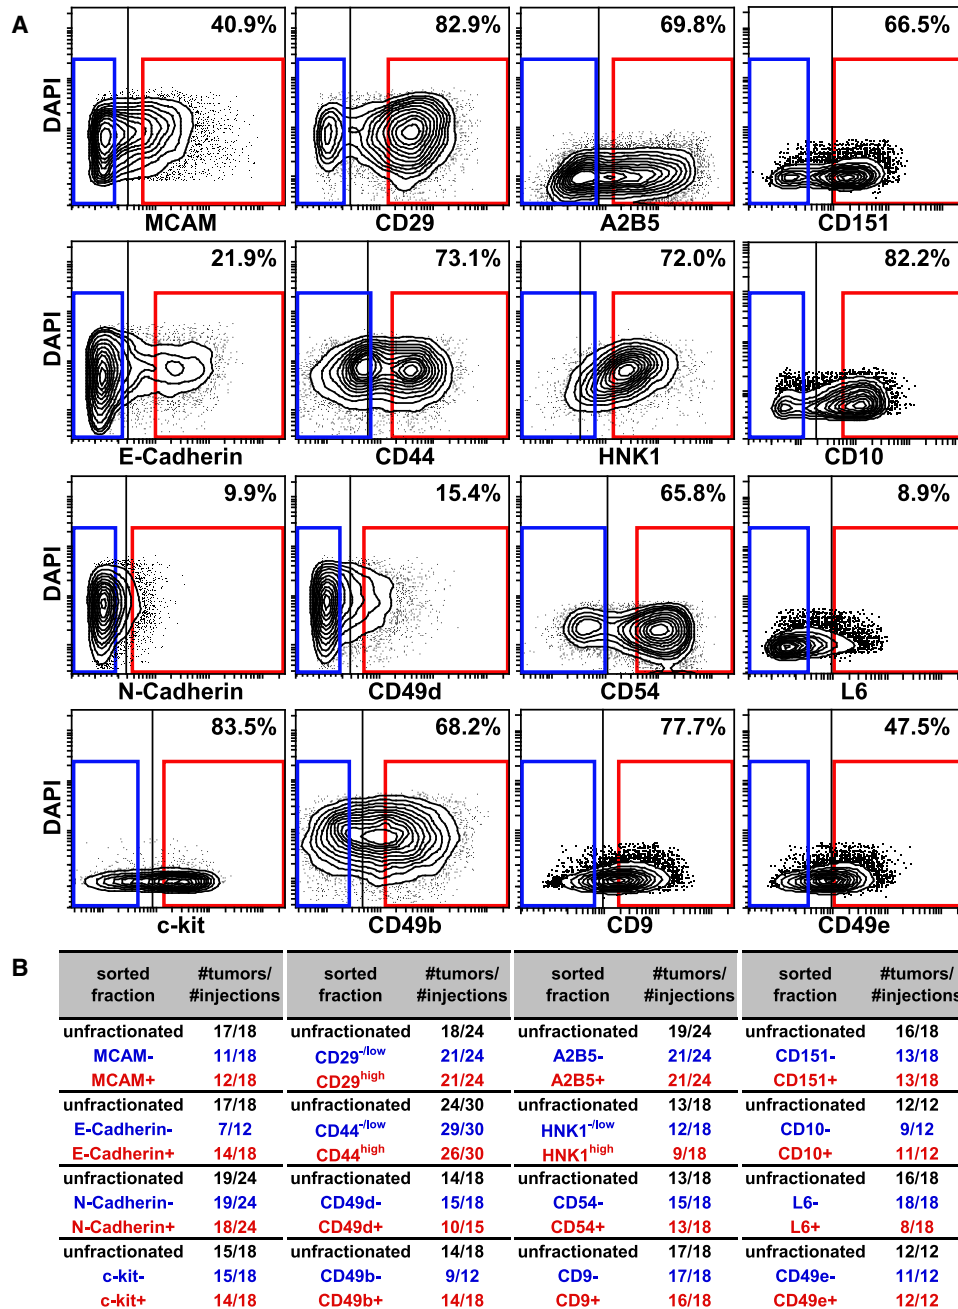 A
40.9% 82.9% 69.8% 66.5%
DAPI
MCAM CD29 A2B5 CD151
21.9% 73.1% 72.0% 82.2%
DAPI
E-Cadherin CD44 HNK1 CD10
9.9% 15.4% 65.8% 8.9%
DAPI
N-Cadherin CD49d CD54 L6
83.5% 68.2% 77.7% 47.5%
DAPI
c-kit CD49b CD9 CD49e
B
sorted #tumors/ sorted #tumors/ sorted #tumors/ sorted #tumors/
fraction #injections fraction #injections fraction #injections fraction #injections
unfractionated 17/18 unfractionated 18/24 unfractionated 19/24 unfractionated 16/18
MCAM- 11/18 CD29-/low 21/24 A2B5- 21/24 CD151- 13/18
MCAM+ 12/18 CD29high 21/24 A2B5+ 21/24 CD151+ 13/18
unfractionated 17/18 unfractionated 24/30 unfractionated 13/18 unfractionated 12/12
E-Cadherin- 7/12 CD44-/low 29/30 HNK1-/low 12/18 CD10- 9/12
E-Cadherin+ 14/18 CD44high 26/30 HNK1high 9/18 CD10+ 11/12
unfractionated 19/24 unfractionated 14/18 unfractionated 13/18 unfractionated 16/18
N-Cadherin- 19/24 CD49d- 15/18 CD54- 15/18 L6- 18/18
N-Cadherin+ 18/24 CD49d+ 10/15 CD54+ 13/18 L6+ 8/18
unfractionated 15/18 unfractionated 14/18 unfractionated 17/18 unfractionated 12/12
c-kit- 15/18 CD49b- 9/12 CD9- 17/18 CD49e- 11/12
c-kit+ 14/18 CD49b+ 14/18 CD9+ 16/18 CD49e+ 12/12